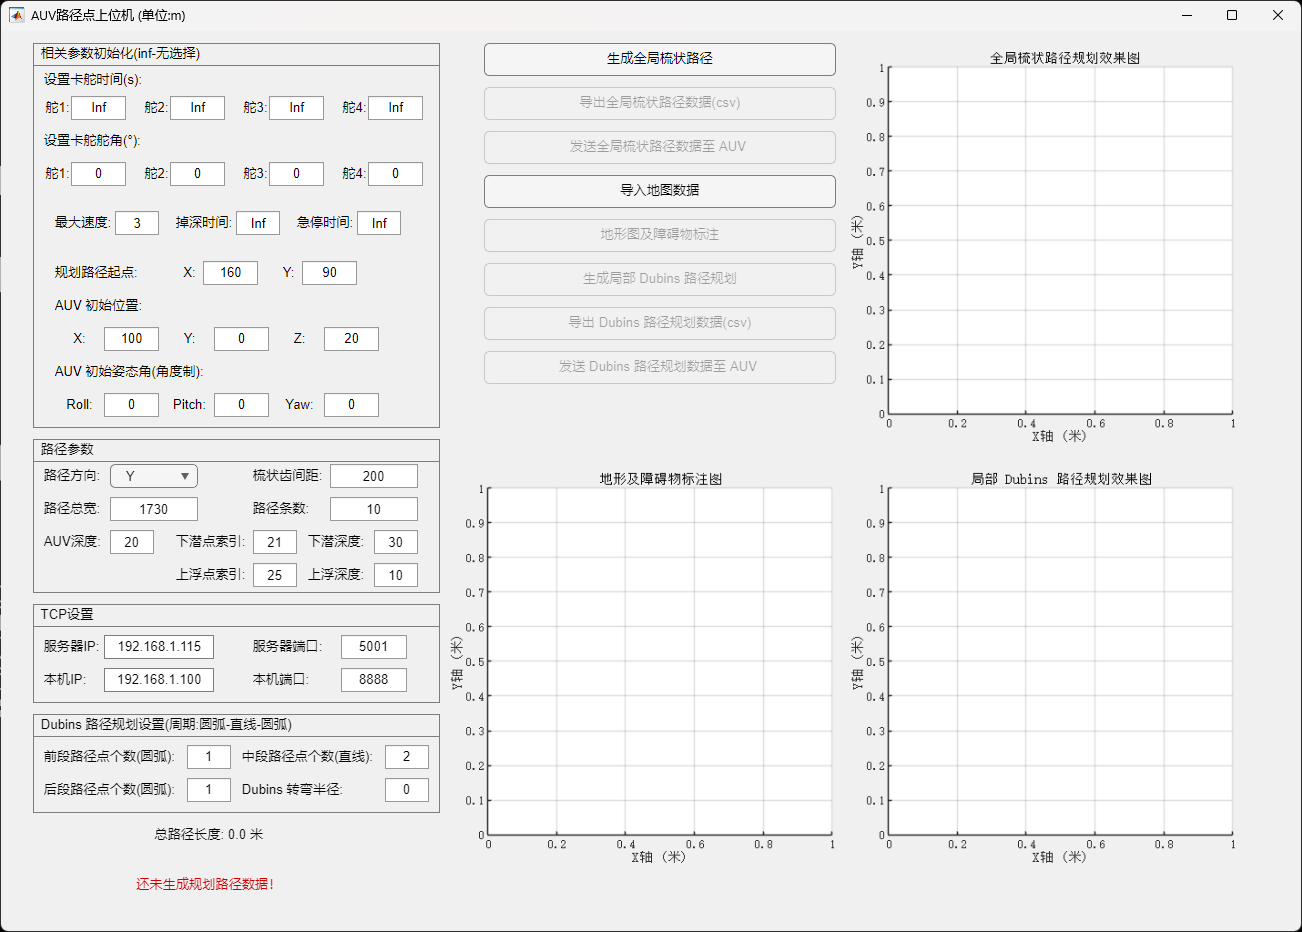 AUV路径点上位机 (单位:m)
相关参数初始化(inf-无选择)
设置卡舵时间(s):
舵1: Inf 舵2: Inf 舵3: Inf 舵4: Inf
设置卡舵舵角(°):
舵1: 0 舵2: 0 舵3: 0 舵4: 0
最大速度: 3 掉深时间: Inf 急停时间: Inf
规划路径起点: X: 160 Y: 90
AUV 初始位置:
X: 100 Y: 0 Z: 20
AUV 初始姿态角(角度制):
Roll: 0 Pitch: 0 Yaw: 0
路径参数
路径方向: Y 梳状齿间距: 200
路径总宽: 1730 路径条数: 10
AUV深度: 20 下潜点索引: 21 下潜深度: 30
上浮点索引: 25 上浮深度: 10
TCP设置
服务器IP: 192.168.1.115 服务器端口: 5001
本机IP: 192.168.1.100 本机端口: 8888
Dubins 路径规划设置(周期:圆弧-直线-圆弧)
前段路径点个数(圆弧): 1 中段路径点个数(直线): 2
后段路径点个数(圆弧): 1 Dubins 转弯半径: 0
总路径长度: 0.0 米
还未生成规划路径数据!
生成全局梳状路径
导出全局梳状路径数据(csv)
发送全局梳状路径数据至 AUV
导入地图数据
地形图及障碍物标注
生成局部 Dubins 路径规划
导出 Dubins 路径规划数据(csv)
发送 Dubins 路径规划数据至 AUV
全局梳状路径规划效果图
1
0.9
0.8
0.7
0.6
0.5
0.4
0.3
0.2
0.1
0
Y轴 (米)
0 0.2 0.4 0.6 0.8 1
X轴 (米)
地形及障碍物标注图
1
0.9
0.8
0.7
0.6
0.5
0.4
0.3
0.2
0.1
0
Y轴 (米)
0 0.2 0.4 0.6 0.8 1
X轴 (米)
局部 Dubins 路径规划效果图
1
0.9
0.8
0.7
0.6
0.5
0.4
0.3
0.2
0.1
0
Y轴 (米)
0 0.2 0.4 0.6 0.8 1
X轴 (米)